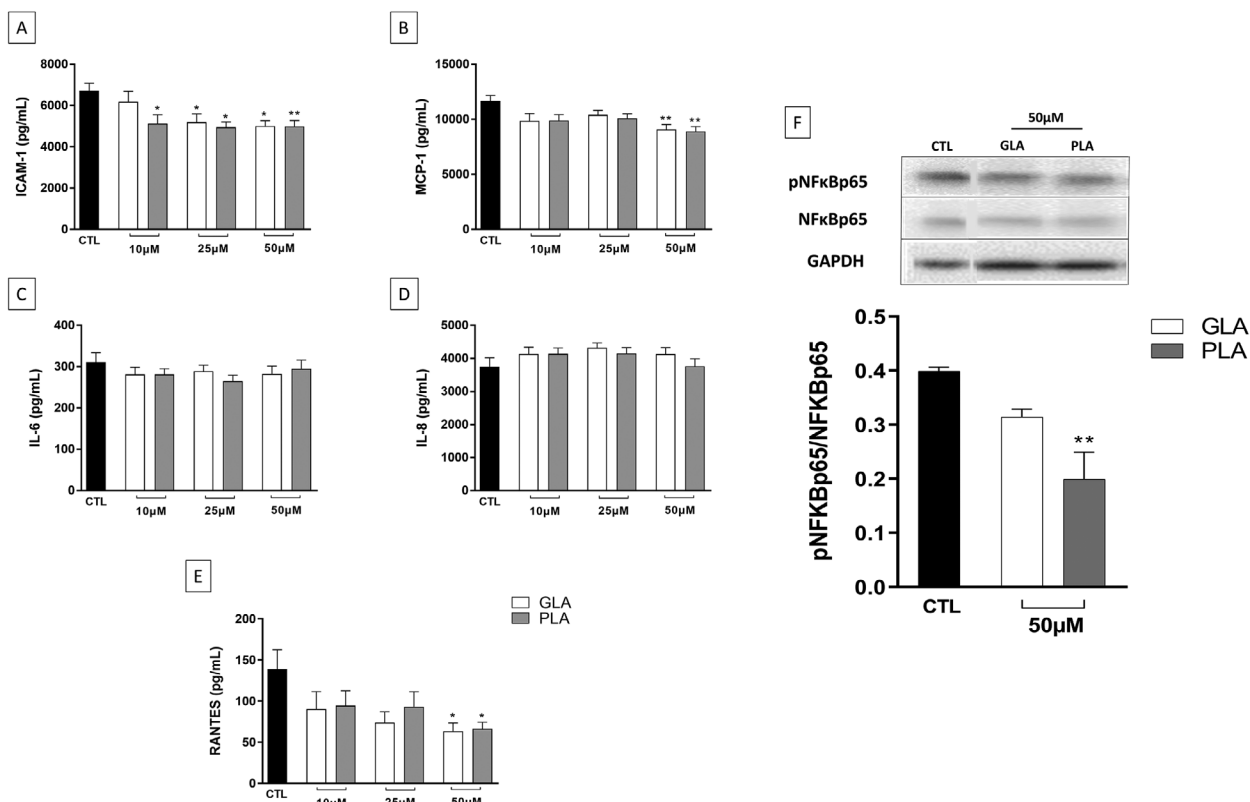 A
8000
6000
4000
2000
0
ICAM-1 (pg/mL)
* * * * **
CTL
10µM 25µM 50µM
B
15000
10000
5000
0
MCP-1 (pg/mL)
** **
CTL
10µM 25µM 50µM
C
400
300
200
100
0
IL-6 (pg/mL)
CTL
10µM 25µM 50µM
D
5000
4000
3000
2000
1000
0
IL-8 (pg/mL)
CTL
10µM 25µM 50µM
E
GLA
PLA
200
150
100
50
0
RANTES (pg/mL)
* *
CTL
10µM 25µM 50µM
F
50µM
CTL GLA PLA
pNFκBp65
NFκBp65
GAPDH
GLA
PLA
0.5
0.4
0.3
0.2
0.1
0.0
pNFKBp65/NFKBp65
**
CTL
50µM